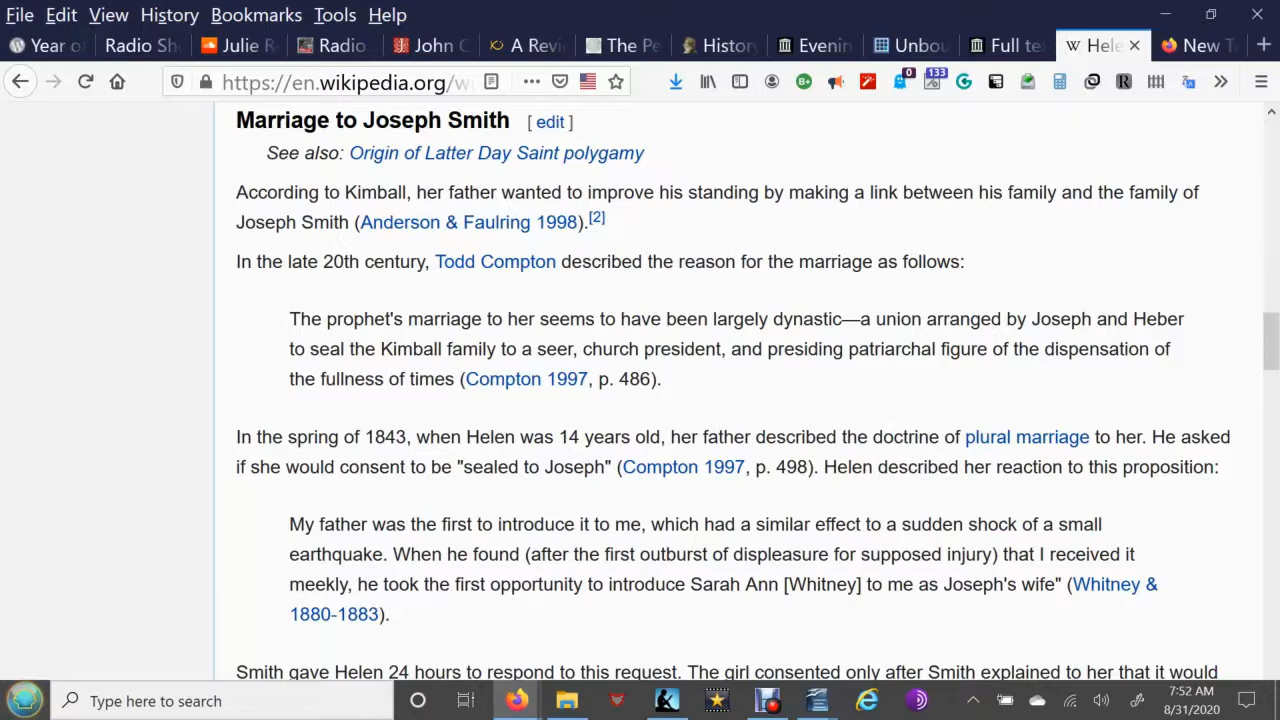 File Edit View History Bookmarks Tools Help
Year o Radio Sh Julie R Radio John C A Revi The Pe History Evenin Unbou Full tex W Hele New T
https://en.wikipedia.org/w 0 133
Marriage to Joseph Smith [ edit ]
See also: Origin of Latter Day Saint polygamy
According to Kimball, her father wanted to improve his standing by making a link between his family and the family of
Joseph Smith (Anderson & Faulring 1998).[2]
In the late 20th century, Todd Compton described the reason for the marriage as follows:
The prophet's marriage to her seems to have been largely dynastic—a union arranged by Joseph and Heber
to seal the Kimball family to a seer, church president, and presiding patriarchal figure of the dispensation of
the fullness of times (Compton 1997, p. 486).
In the spring of 1843, when Helen was 14 years old, her father described the doctrine of plural marriage to her. He asked
if she would consent to be "sealed to Joseph" (Compton 1997, p. 498). Helen described her reaction to this proposition:
My father was the first to introduce it to me, which had a similar effect to a sudden shock of a small
earthquake. When he found (after the first outburst of displeasure for supposed injury) that I received it
meekly, he took the first opportunity to introduce Sarah Ann [Whitney] to me as Joseph's wife" (Whitney &
1880-1883).
Smith gave Helen 24 hours to respond to this request. The girl consented only after Smith explained to her that it would
Type here to search
7:52 AM
8/31/2020